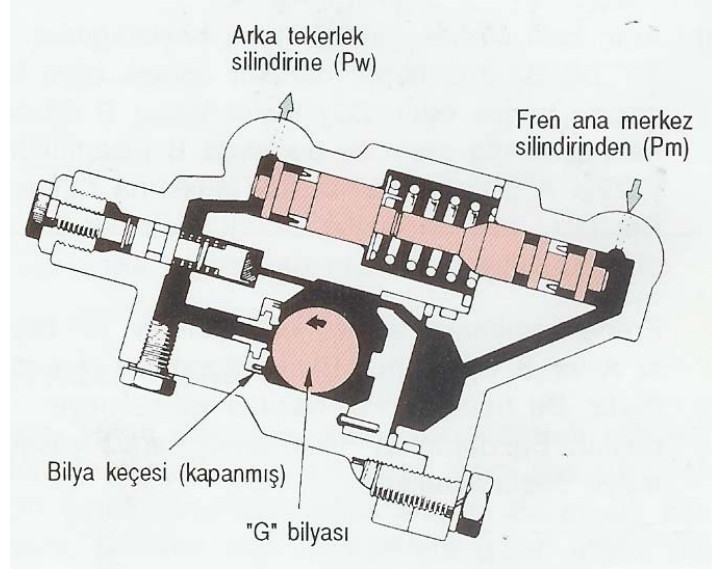 Arka tekerlek
silindirine (Pw)
Fren ana merkez
silindirinden (Pm)
Bilya keçesi (kapanmış)
"G" bilyası